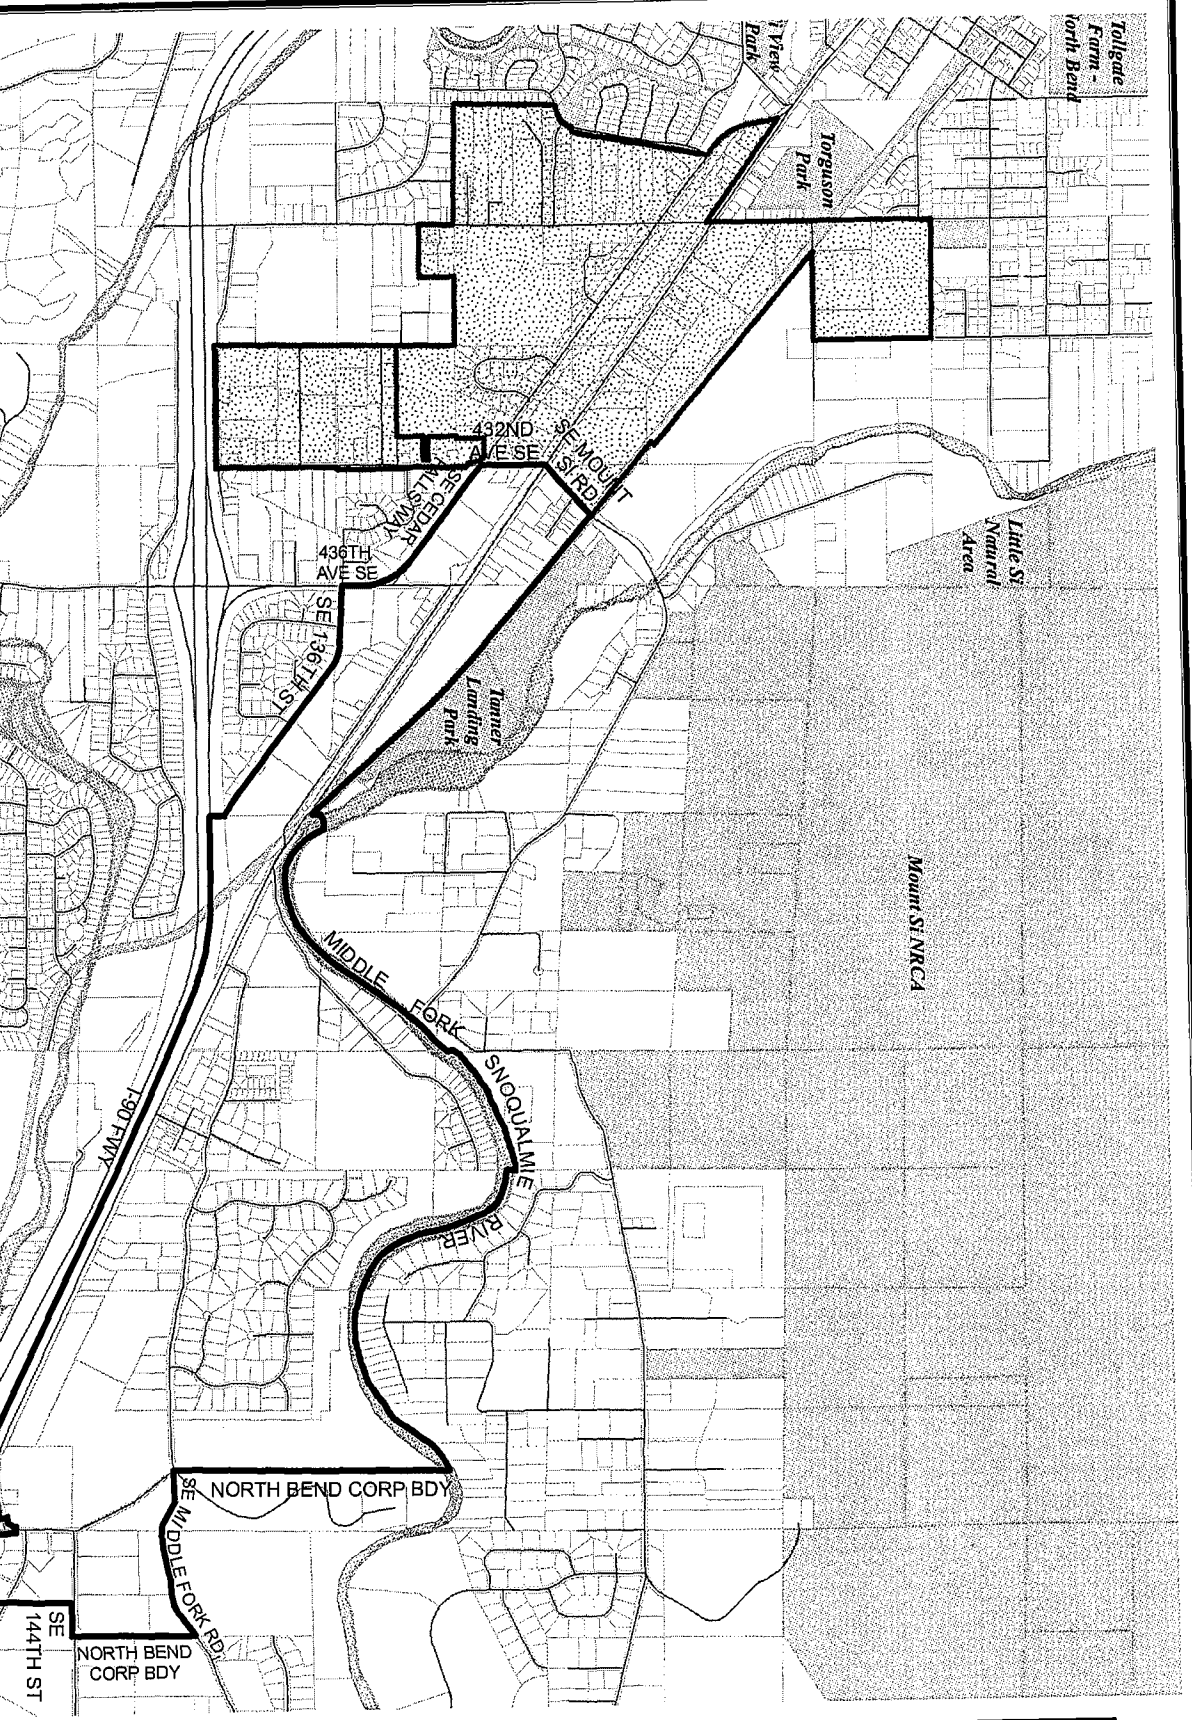 Tollgate
Farm -
North Bend
i View
Park
Torguson
Park
432ND
AVE SE
SE MOUNT
SI RD
SE CEDAR
FALLS WAY
436TH
AVE SE
SE 136TH ST
Little Si
Natural
Area
Tanner
Landing
Park
Mount Si NRCA
MIDDLE FORK SNOQUALMIE RIVER
I-90 FWY
NORTH BEND CORP BDY
SE MIDDLE FORK RD
SE
144TH ST
NORTH BEND
CORP BDY